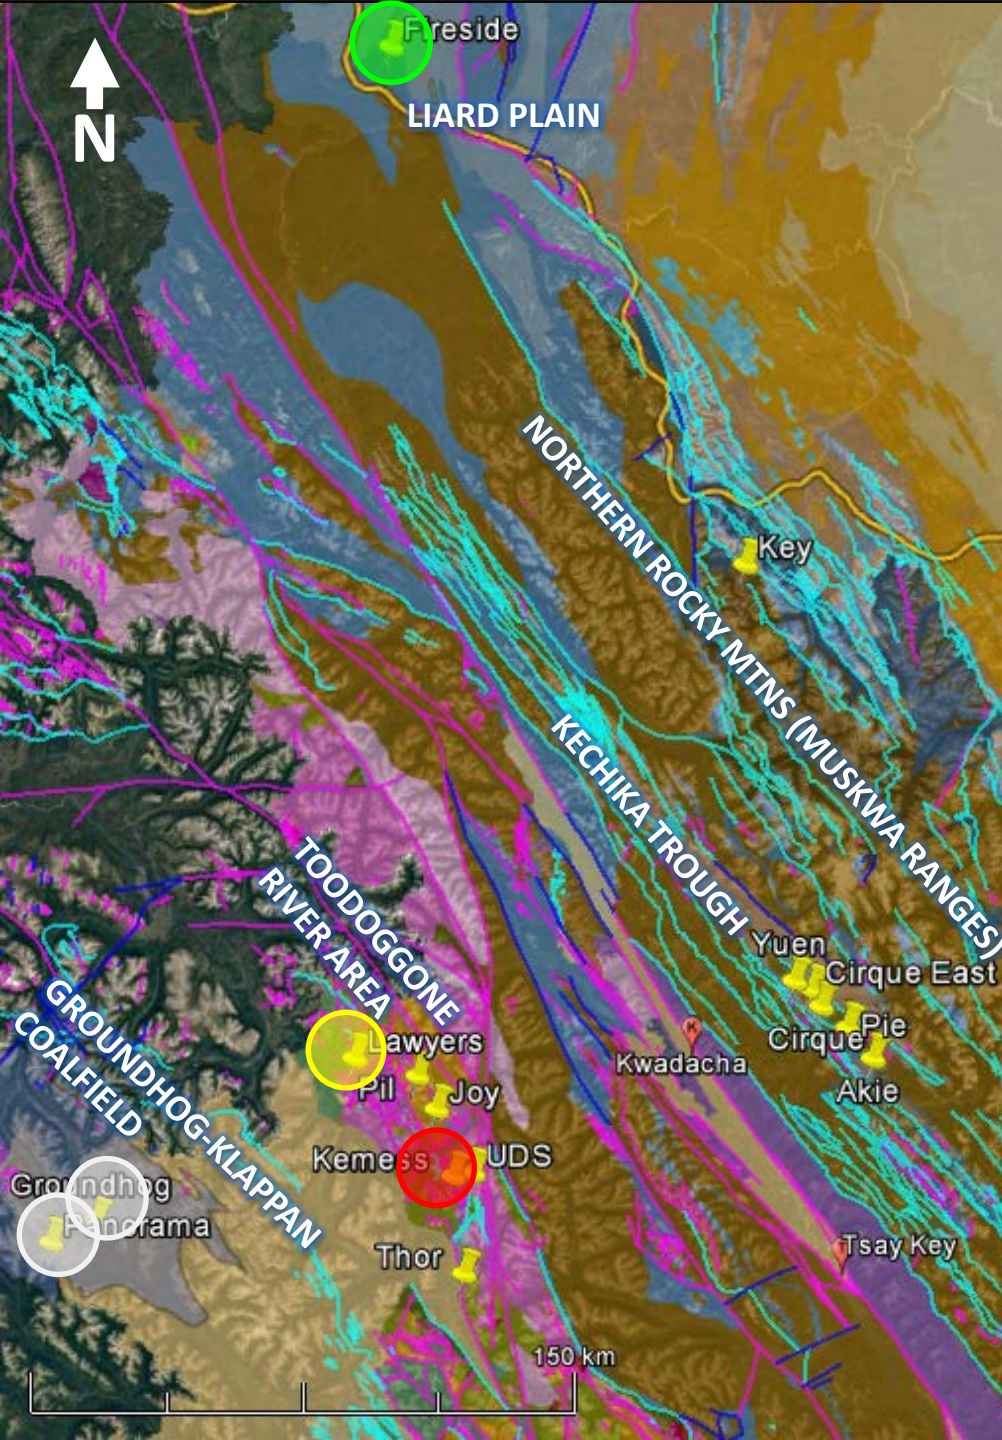 Fireside
N
LIARD PLAIN
NORTHERN ROCKY MTNS (MUSKWA RANGES)
Key
KECHIKA TROUGH
TOODOGGONE
RIVER AREA
Yuen
Cirque East
Pie
Cirque
Akie
Lawyers
Pil
Joy
K
Kwadacha
GROUNDHOG-KLAPPAN
COALFIELD
Kemess
UDS
Groundhog
Panorama
Thor
Tsay Key
150 km